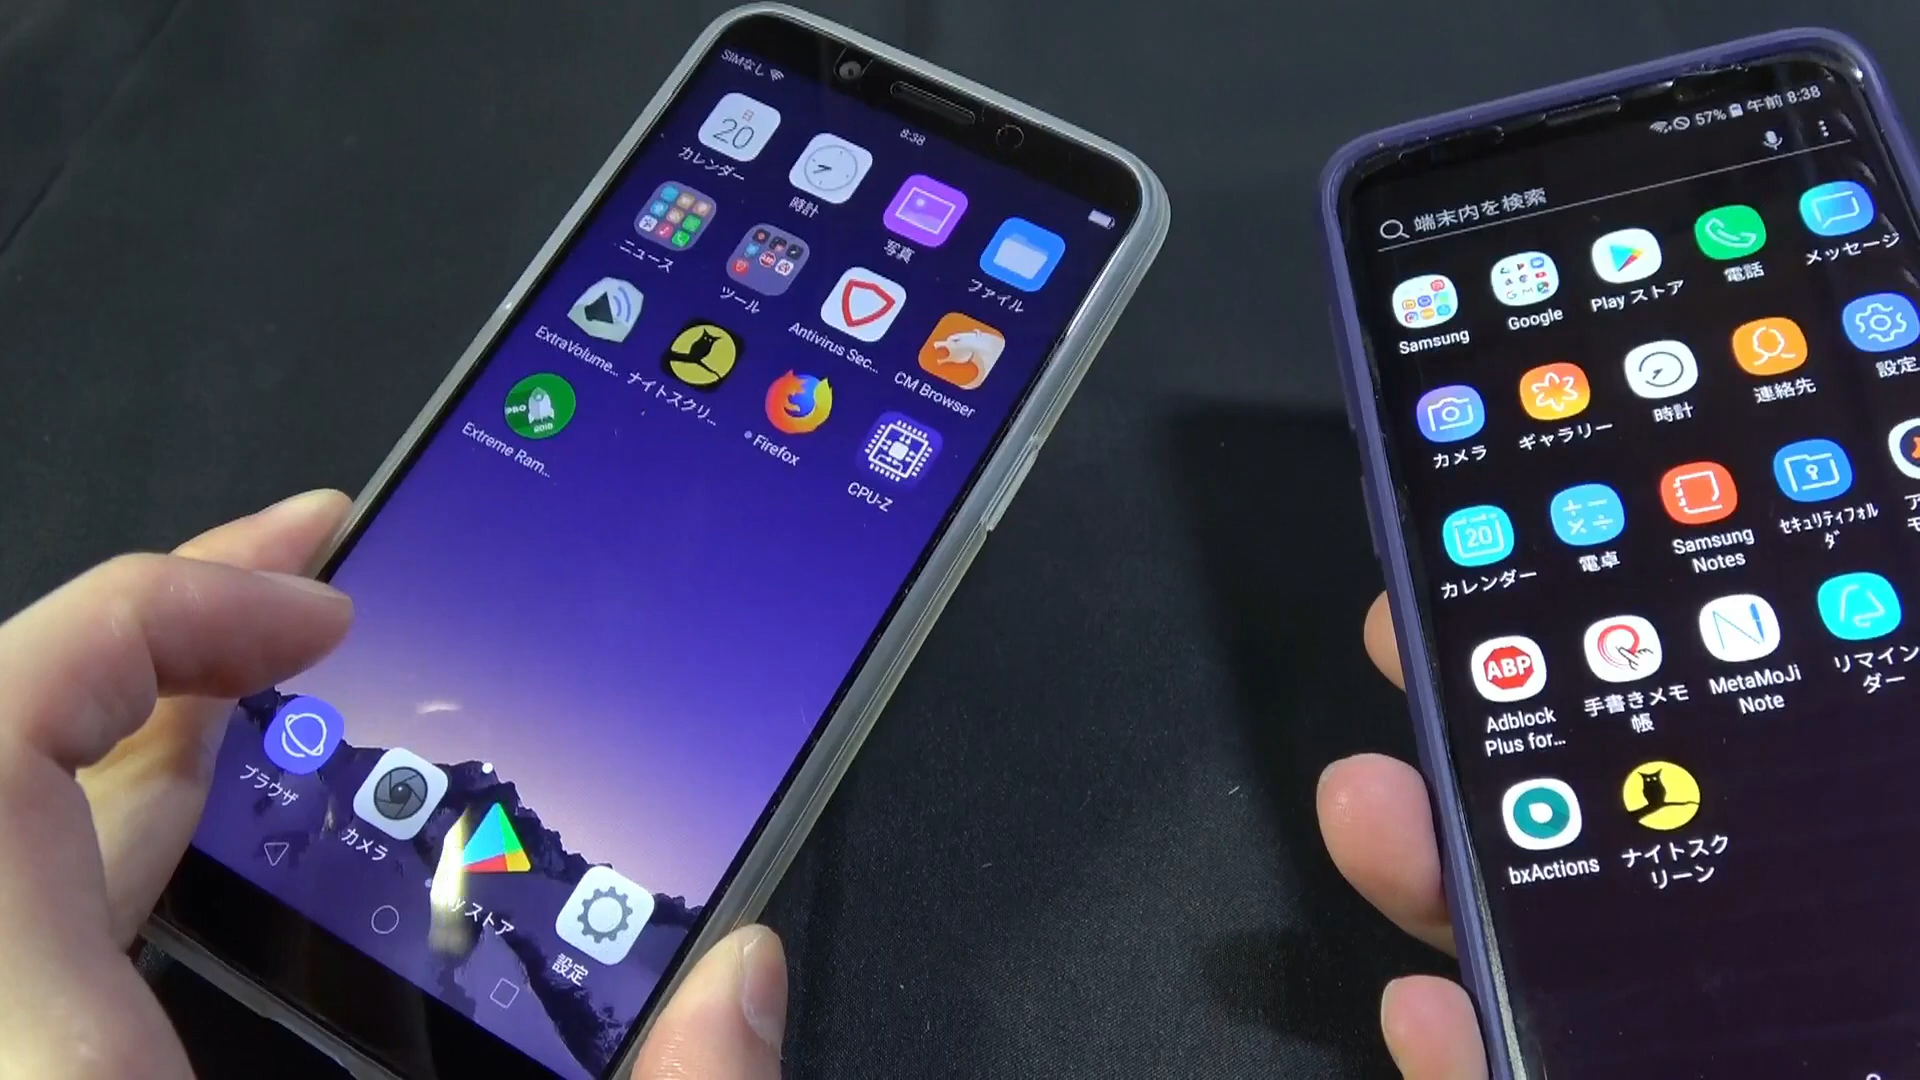 SIMなし
8:38
日
20
カレンダー
時計
写真
ファイル
ニュース
ツール
Antivirus Sec...
CM Browser
ExtraVolume...
ナイトスクリ...
Firefox
CPU-Z
PRO
2018
Extreme Ram...
ブラウザ
カメラ
ストア
設定
57% 午前 8:38
端末内を検索
Samsung
Google
Play ストア
電話
メッセージ
カメラ
ギャラリー
時計
連絡先
設定
20
カレンダー
電卓
Samsung
Notes
セキュリティフォル
ダ
ABP
Adblock
Plus for...
手書きメモ
帳
MetaMoJi
Note
リマイン
ダー
bxActions
ナイトスク
リーン